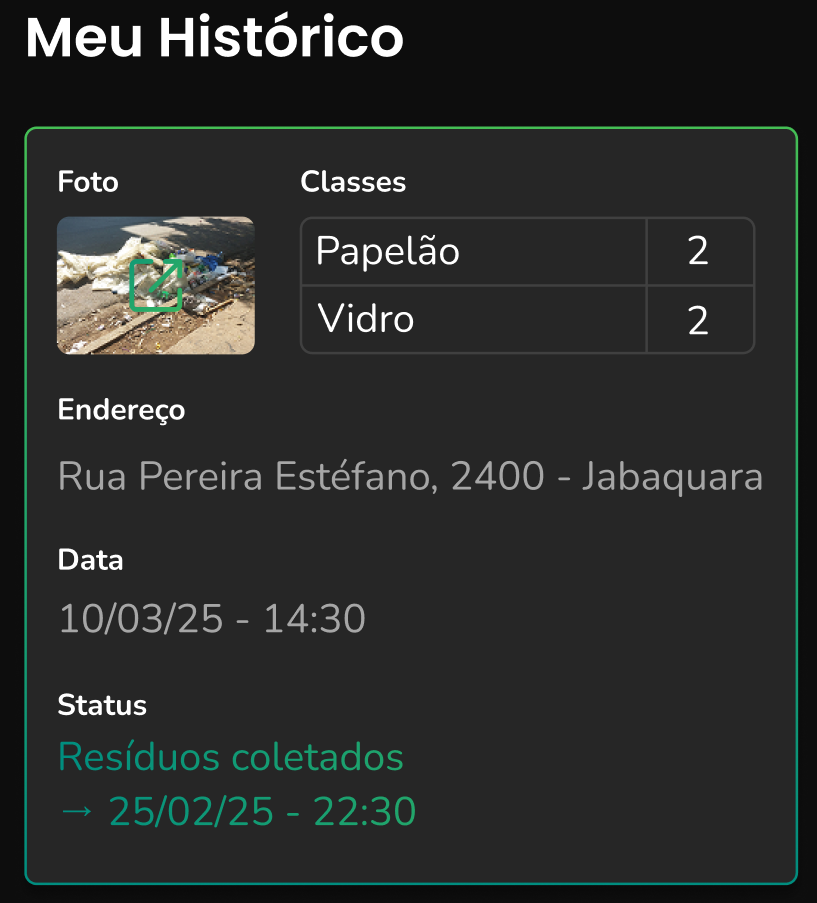 Meu Histórico
Foto
Classes
Papelão 2
Vidro 2
Endereço
Rua Pereira Estéfano, 2400 - Jabaquara
Data
10/03/25 - 14:30
Status
Resíduos coletados
→ 25/02/25 - 22:30